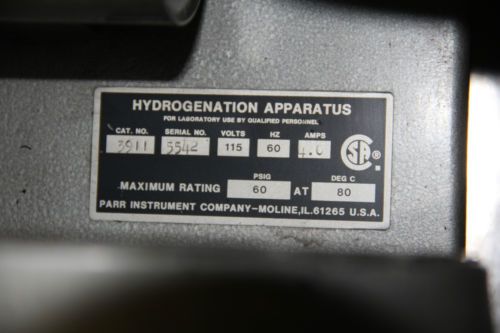 HYDROGENATION APPARATUS
FOR LABORATORY USE BY QUALIFIED PERSONNEL
CAT. NO. SERIAL NO. VOLTS HZ AMPS
3911 5542 115 60 4.0
SA ®
PSIG DEG C
MAXIMUM RATING 60 AT 80
PARR INSTRUMENT COMPANY-MOLINE,IL.61265 U.S.A.